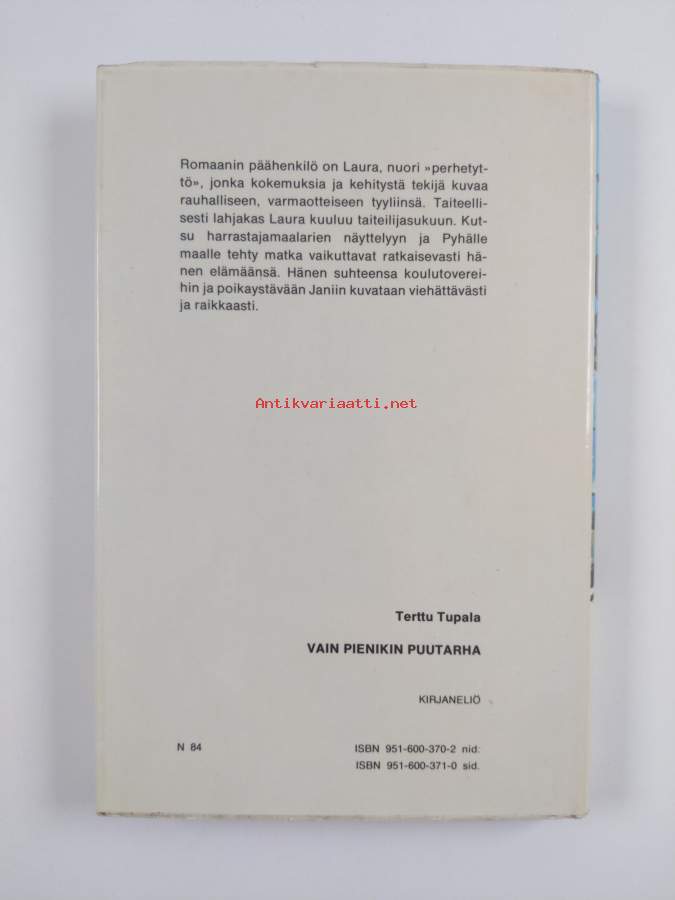 Romaanin päähenkilö on Laura, nuori »perhetyt-
tö», jonka kokemuksia ja kehitystä tekijä kuvaa
rauhalliseen, varmaotteiseen tyyliinsä. Taiteelli-
sesti lahjakas Laura kuuluu taiteilijasukuun. Kut-
su harrastajamaalarien näyttelyyn ja Pyhälle
maalle tehty matka vaikuttavat ratkaisevasti hä-
nen elämäänsä. Hänen suhteensa koulutoverei-
hin ja poikaystävään Janiin kuvataan viehättävästi
ja raikkaasti.
Antikvariaatti.net
Terttu Tupala
VAIN PIENIKIN PUUTARHA
KIRJANELIÖ
N 84
ISBN 951-600-370-2 nid:
ISBN 951-600-371-0 sid.